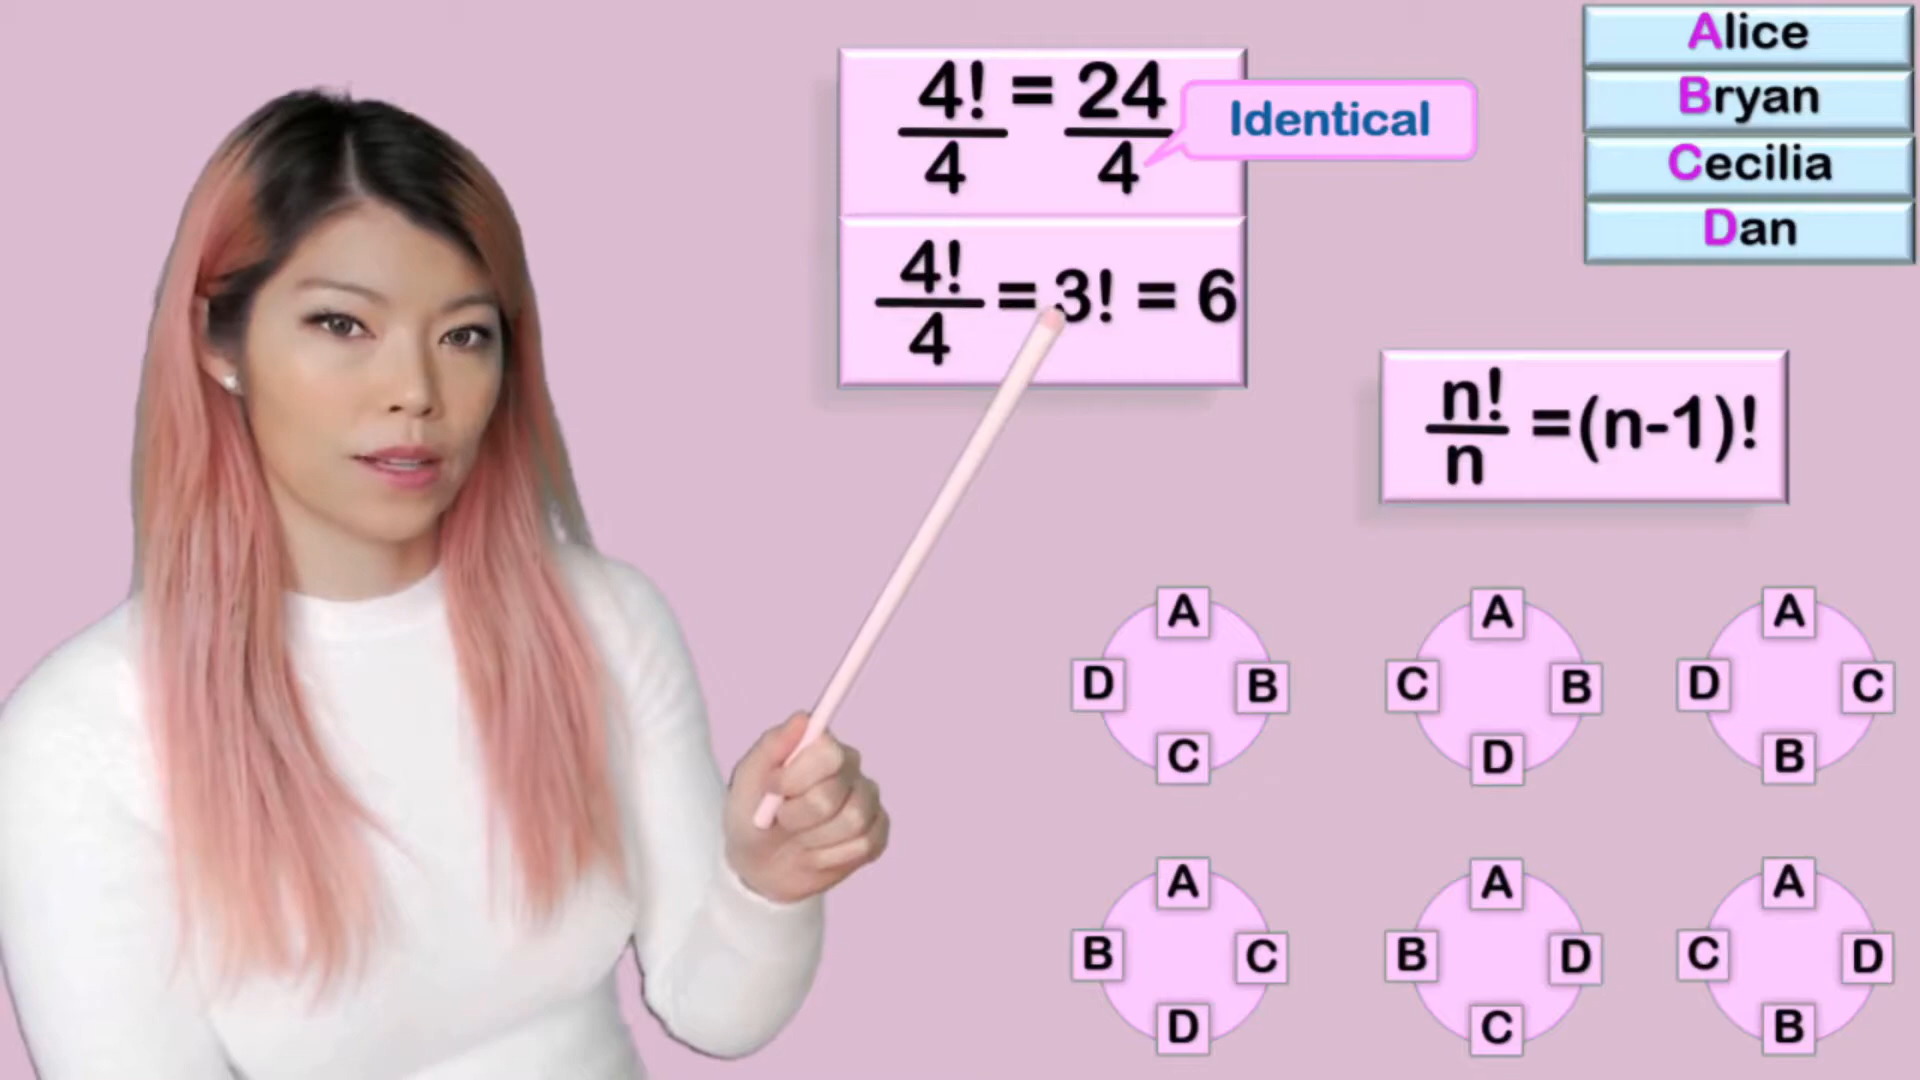 4! = 24
4 4
Identical
4! = 3! = 6
4
Alice
Bryan
Cecilia
Dan
n! =(n-1)!
n
A
D B
C
A
C B
D
A
D C
B
A
B C
D
A
B D
C
A
C D
B